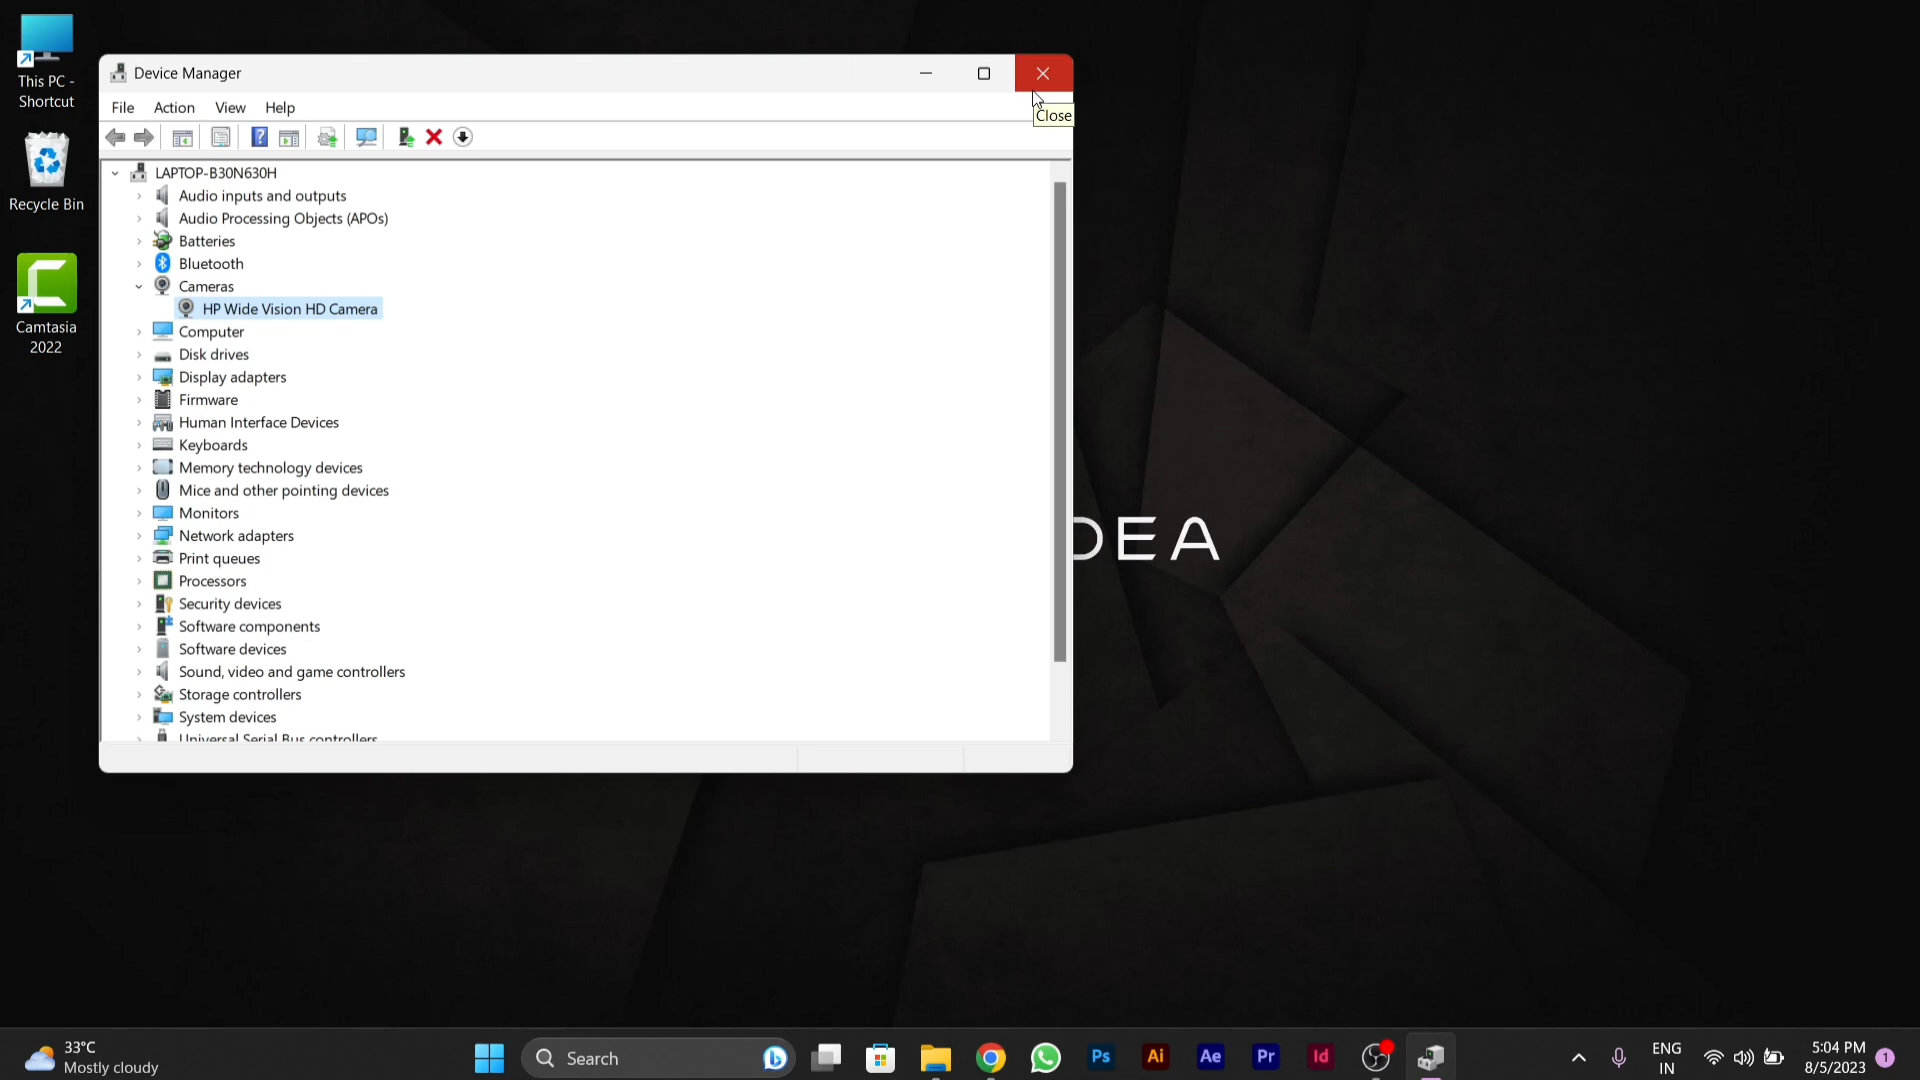 This PC -
Shortcut
Recycle Bin
Camtasia
2022
Device Manager
Close
File Action View Help
LAPTOP-B30N630H
Audio inputs and outputs
Audio Processing Objects (APOs)
Batteries
Bluetooth
Cameras
HP Wide Vision HD Camera
Computer
Disk drives
Display adapters
Firmware
Human Interface Devices
Keyboards
Memory technology devices
Mice and other pointing devices
Monitors
Network adapters
Print queues
Processors
Security devices
Software components
Software devices
Sound, video and game controllers
Storage controllers
System devices
Universal Serial Bus controllers
DEA
33°C
Mostly cloudy
Search
Ps
Ai
Ae
Pr
Id
ENG
IN
5:04 PM
8/5/2023
1